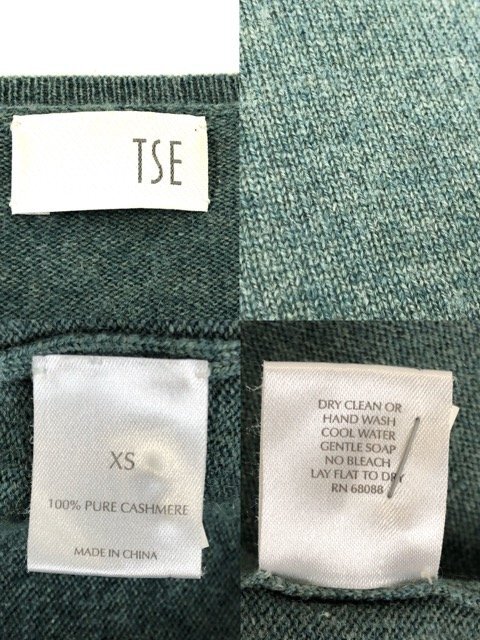 TSE
XS
100% PURE CASHMERE
MADE IN CHINA
DRY CLEAN OR
HAND WASH
COOL WATER
GENTLE SOAP
NO BLEACH
LAY FLAT TO DRY
RN 68088